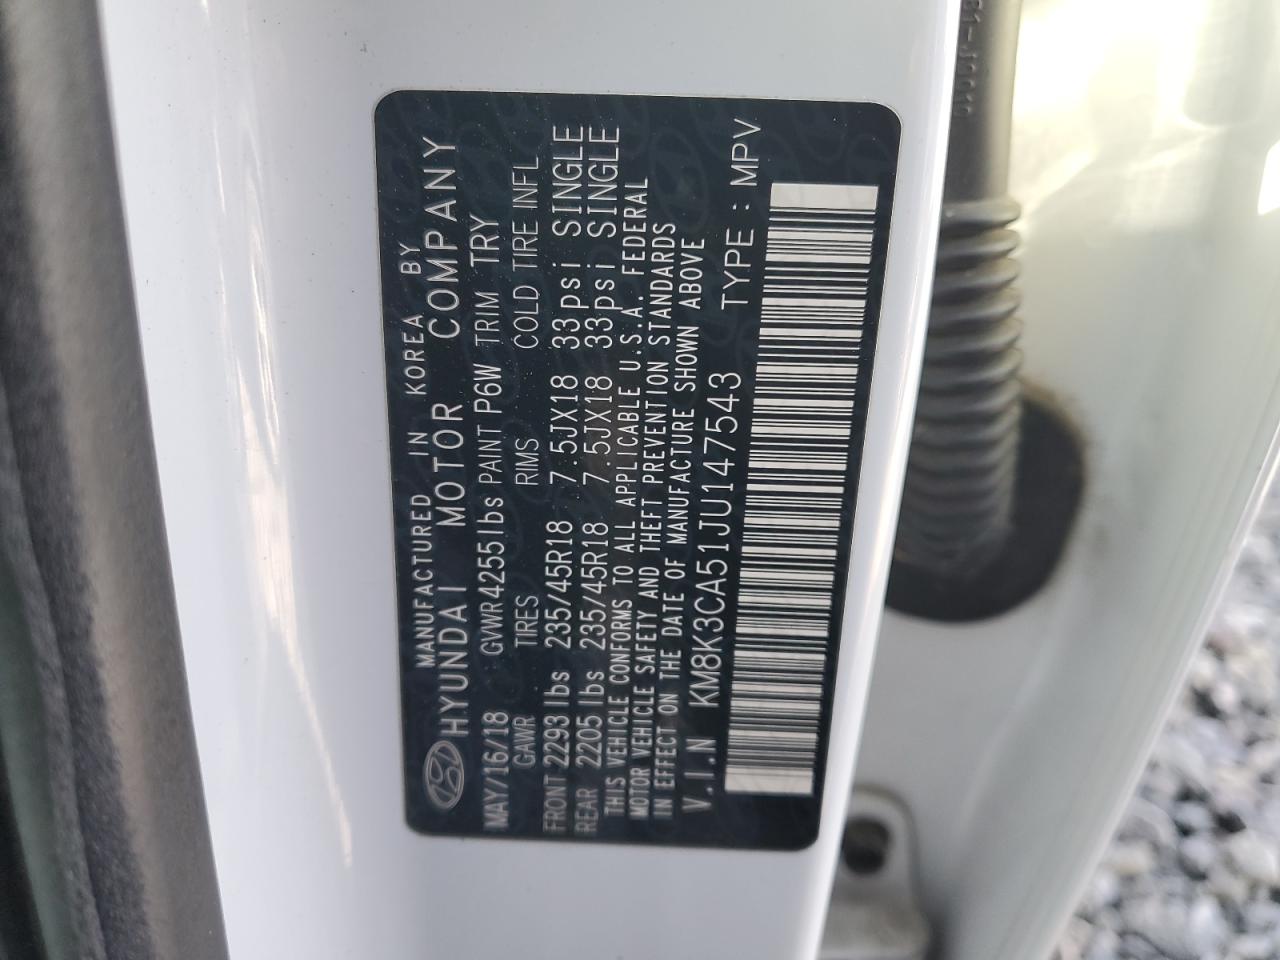 MANUFACTURED IN KOREA BY
HYUNDAI MOTOR COMPANY
MAY/16/18 GVWR 4255lbs PAINT P6W TRIM TRY
GAWR TIRES RIMS COLD TIRE INFL
FRONT 2293 lbs 235/45R18 7.5JX18 33psi SINGLE
REAR 2205 lbs 235/45R18 7.5JX18 33psi SINGLE
THIS VEHICLE CONFORMS TO ALL APPLICABLE U.S.A. FEDERAL
MOTOR VEHICLE SAFETY AND THEFT PREVENTION STANDARDS
IN EFFECT ON THE DATE OF MANUFACTURE SHOWN ABOVE
V.I.N KM8K3CA51JU147543 TYPE : MPV